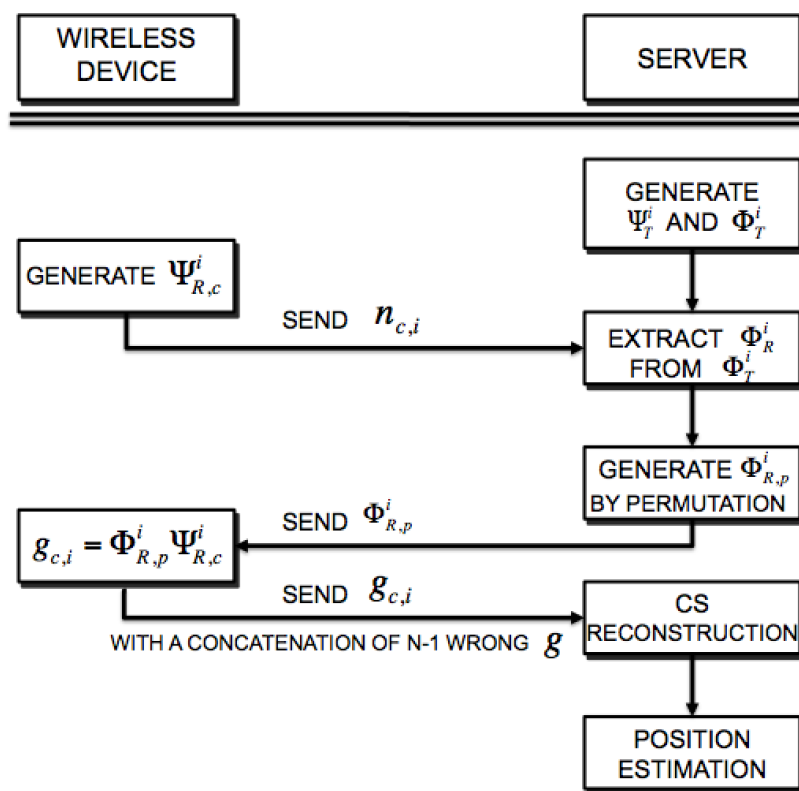 WIRELESS
DEVICE
SERVER
GENERATE
Ψ_T^i AND Φ_T^i
GENERATE Ψ_{R,c}^i
SEND n_{c,i}
EXTRACT Φ_R^i
FROM Φ_T^i
GENERATE Φ_{R,p}^i
BY PERMUTATION
SEND Φ_{R,p}^i
g_{c,i} = Φ_{R,p}^i Ψ_{R,c}^i
SEND g_{c,i}
WITH A CONCATENATION OF N-1 WRONG g
CS
RECONSTRUCTION
POSITION
ESTIMATION